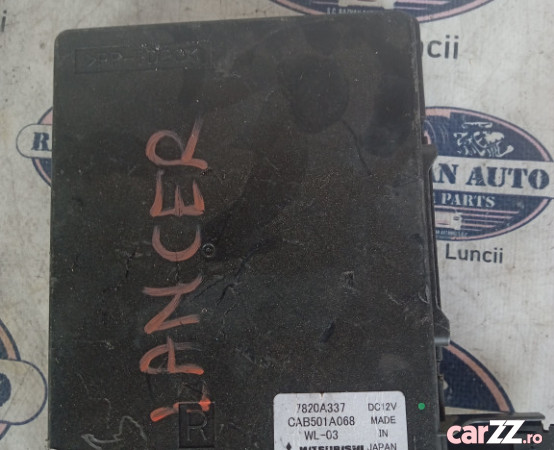 Luncii
LANCER
R
AN AUTO
PARTS
Luncii
R
7820A337 DC12V
CAB501A068 MADE
WL-03 IN
MITSUBISHI JAPAN
carZZ.ro